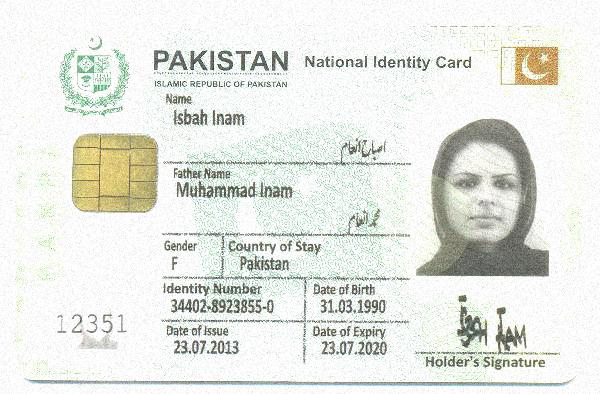 PAKISTAN National Identity Card
ISLAMIC REPUBLIC OF PAKISTAN
Name
Isbah Inam
اصباح انعام
Father Name
Muhammad Inam
محمد انعام
Gender Country of Stay
F Pakistan
Identity Number Date of Birth
34402-8923855-0 31.03.1990
12351
Date of Issue Date of Expiry
23.07.2013 23.07.2020
Holder's Signature